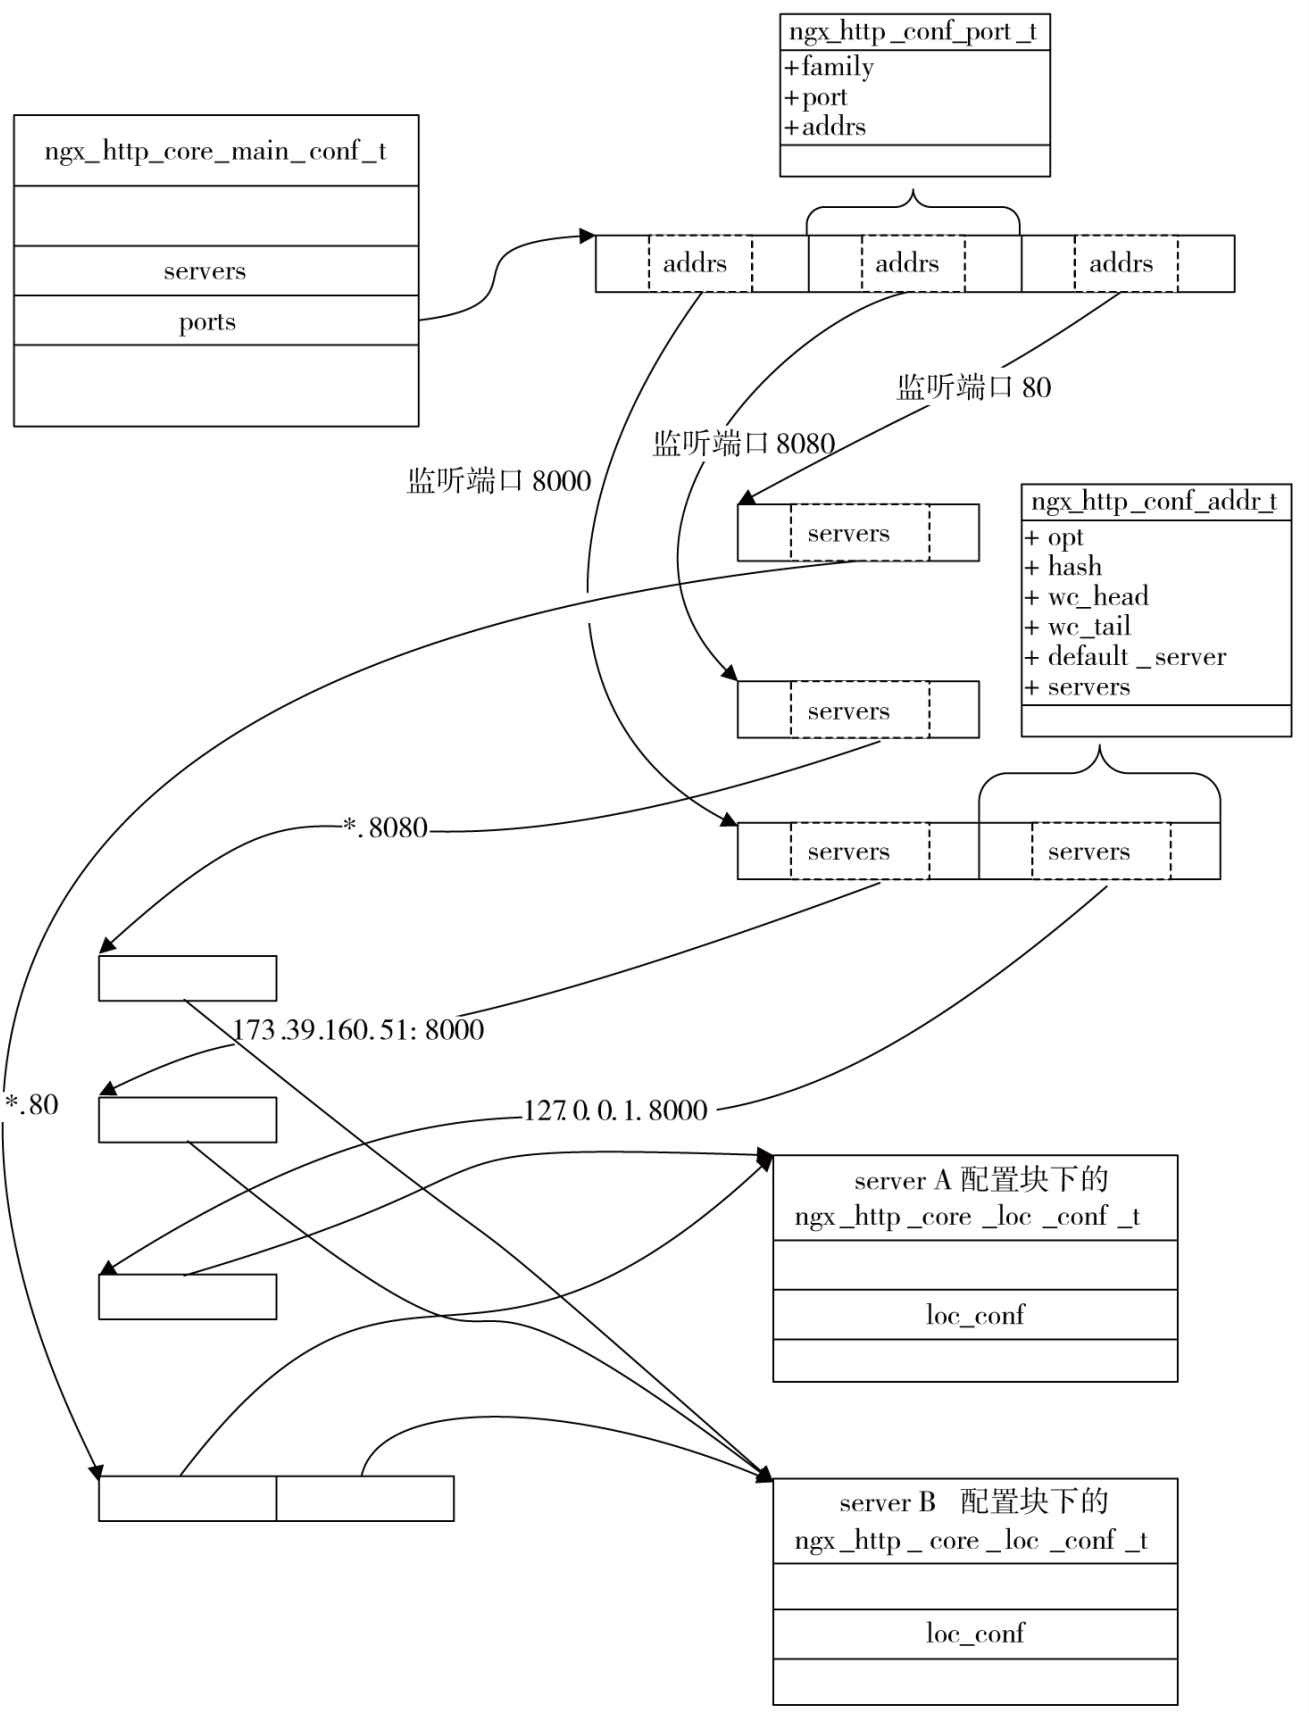 ngx_http_conf_port_t
+family
+port
+addrs
ngx_http_core_main_conf_t
servers
ports
addrs
addrs
addrs
监听端口 80
监听端口 8080
监听端口 8000
servers
ngx_http_conf_addr_t
+ opt
+ hash
+ wc_head
+ wc_tail
+ default_server
+ servers
servers
*. 8080
servers
servers
173.39.160.51: 8000
*. 80
127.0.0.1. 8000
server A 配置块下的
ngx_http_core_loc_conf_t
loc_conf
server B 配置块下的
ngx_http_core_loc_conf_t
loc_conf